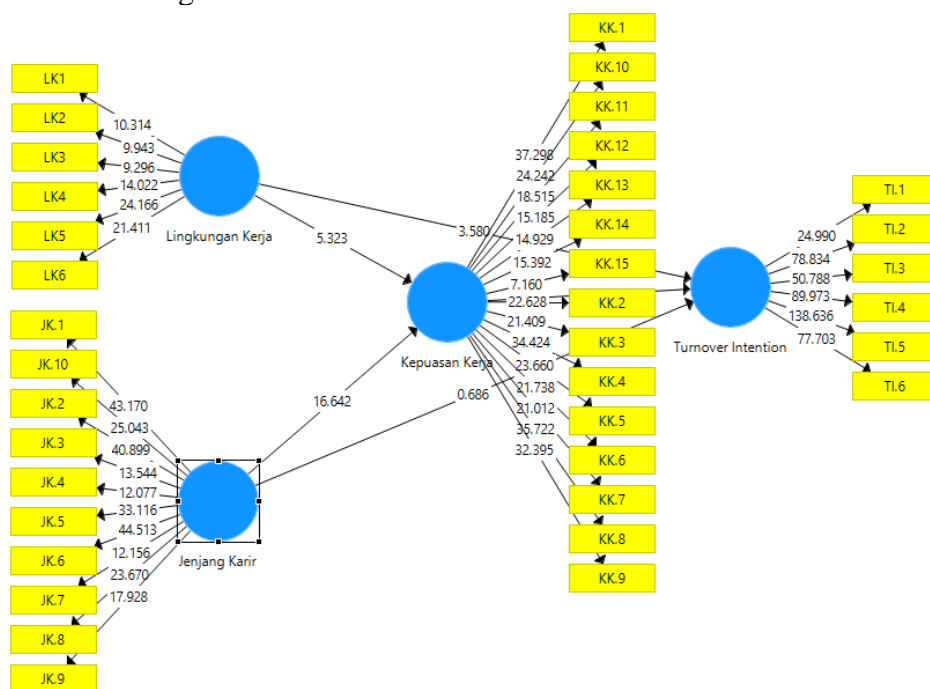 LK1
LK2
LK3
LK4
LK5
LK6
10.314
9.943
9.296
14.022
24.166
21.411
Lingkungan Kerja
5.323
3.580
JK.1
JK.10
JK.2
JK.3
JK.4
JK.5
JK.6
JK.7
JK.8
JK.9
43.170
25.043
40.899
13.544
12.077
33.116
44.513
12.156
23.670
17.928
Jenjang Karir
16.642
0.686
Kepuasan Kerja
37.298
24.242
18.515
15.185
14.929
15.392
7.160
22.628
21.409
34.424
23.660
21.738
21.012
35.722
32.395
KK.1
KK.10
KK.11
KK.12
KK.13
KK.14
KK.15
KK.2
KK.3
KK.4
KK.5
KK.6
KK.7
KK.8
KK.9
Turnover Intention
24.990
78.834
50.788
89.973
138.636
77.703
TI.1
TI.2
TI.3
TI.4
TI.5
TI.6